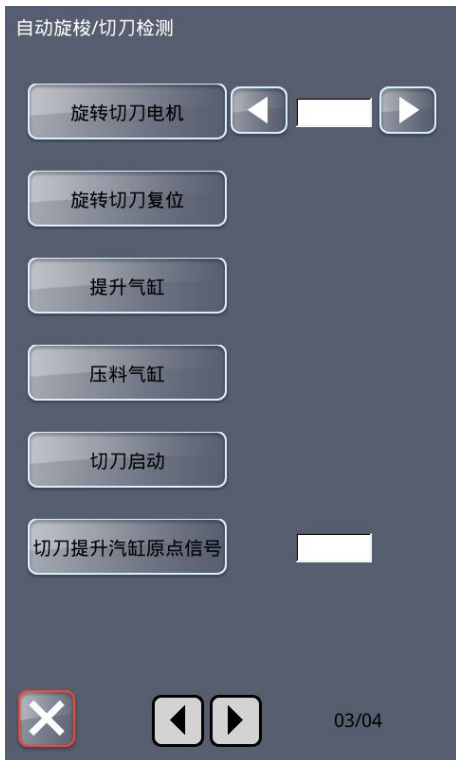 自动旋梭/切刀检测
旋转切刀电机
旋转切刀复位
提升气缸
压料气缸
切刀启动
切刀提升汽缸原点信号
03/04